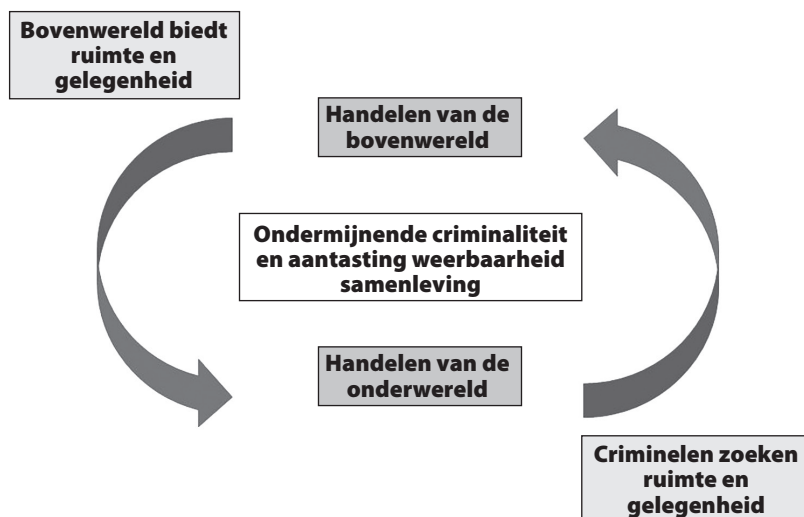 Bovenwereld biedt
ruimte en
gelegenheid
Handelen van de
bovenwereld
Ondermijnende criminaliteit
en aantasting weerbaarheid
samenleving
Handelen van de
onderwereld
Criminelen zoeken
ruimte en
gelegenheid